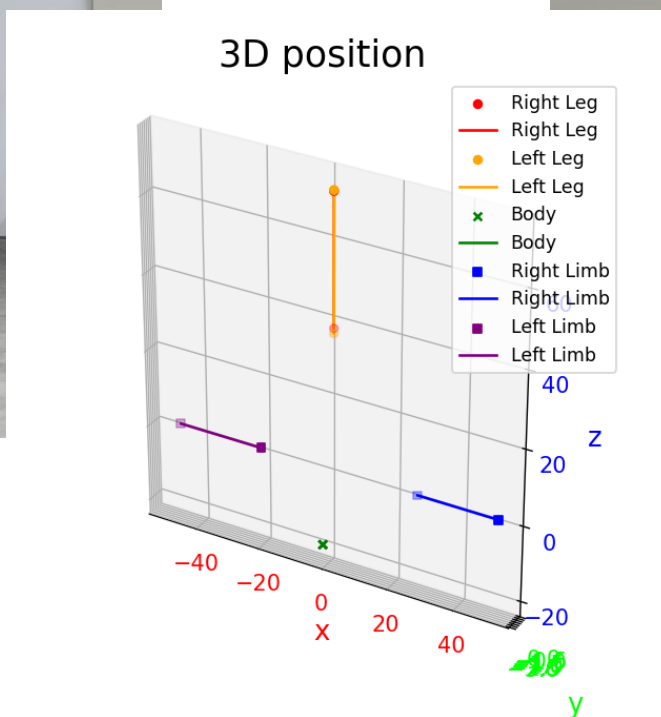 3D position
Right Leg
Right Leg
Left Leg
Left Leg
Body
Body
Right Limb
Right Limb
Left Limb
Left Limb
60
40
20
0
−20
z
−40
−20
0
20
40
x
y